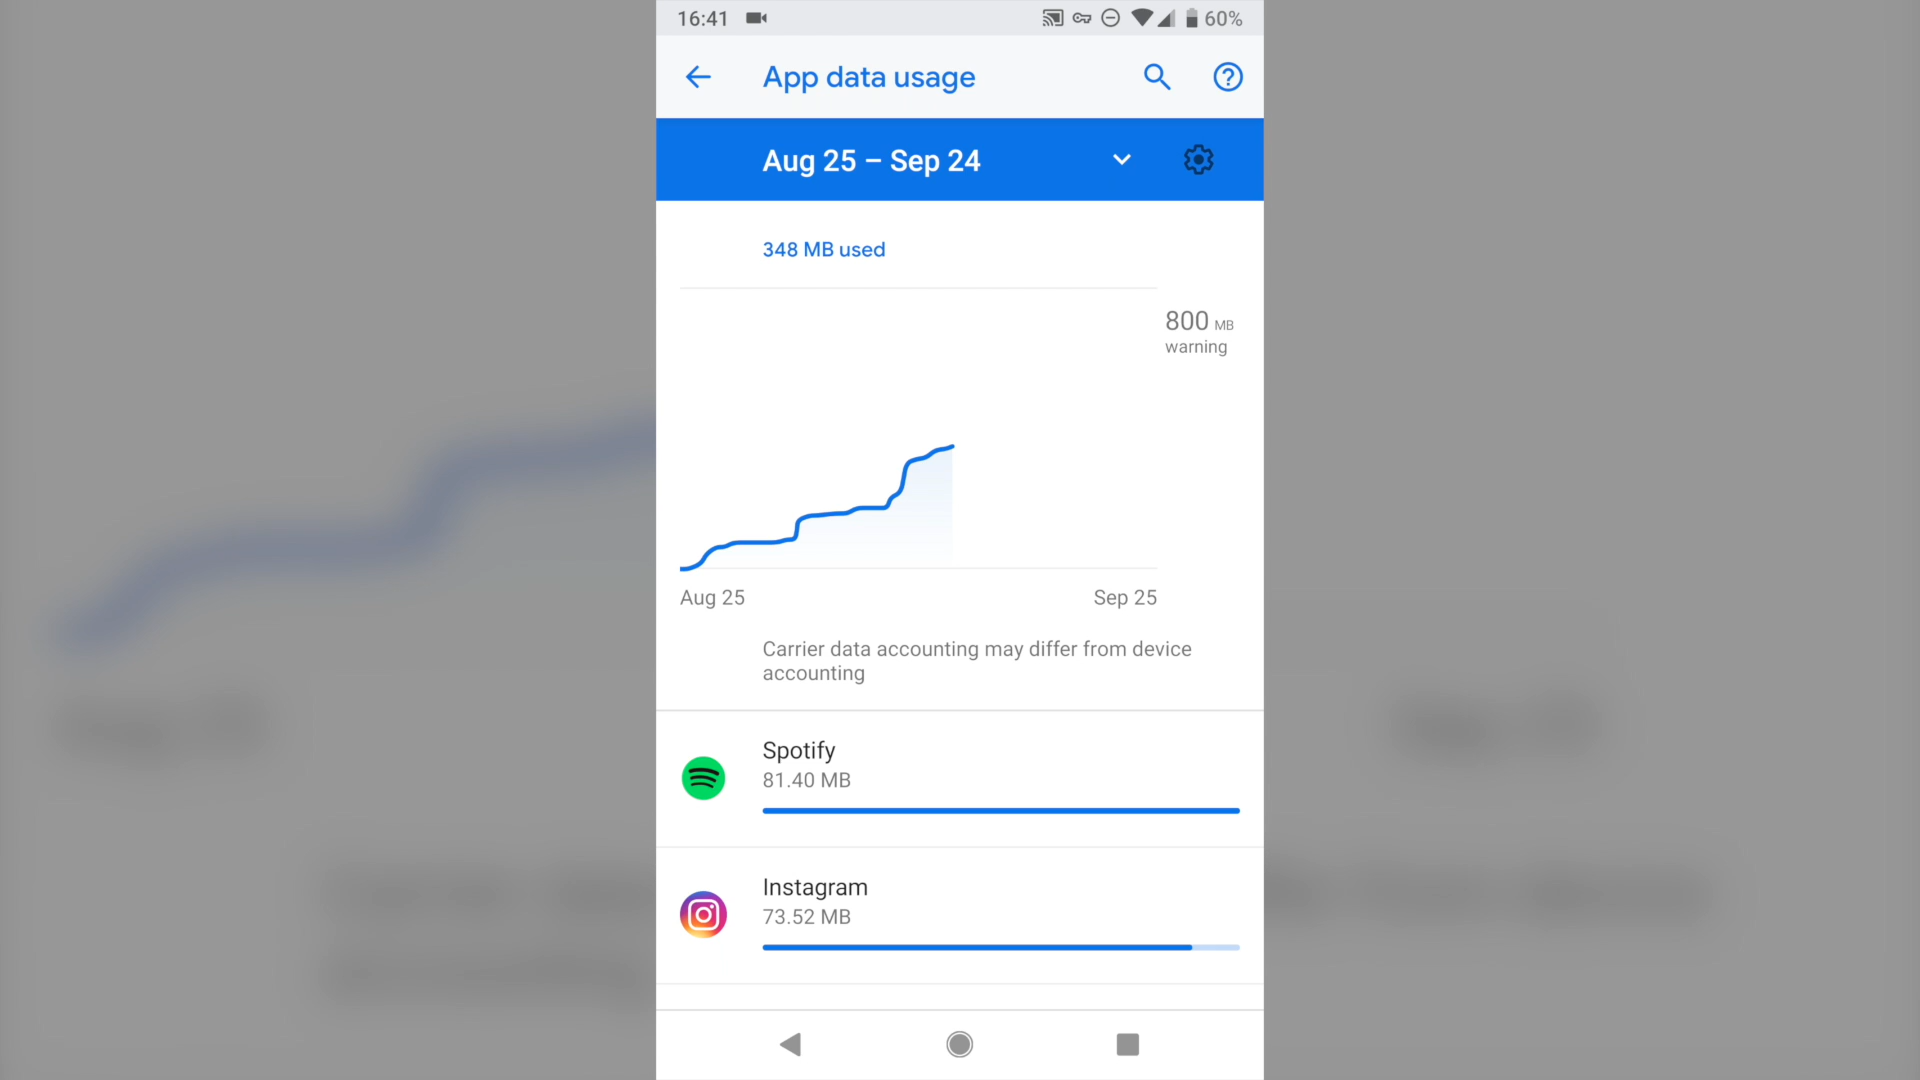 16:41 60%
App data usage
Aug 25 – Sep 24
348 MB used
800 MB
warning
Aug 25 Sep 25
Carrier data accounting may differ from device
accounting
Spotify
81.40 MB
Instagram
73.52 MB